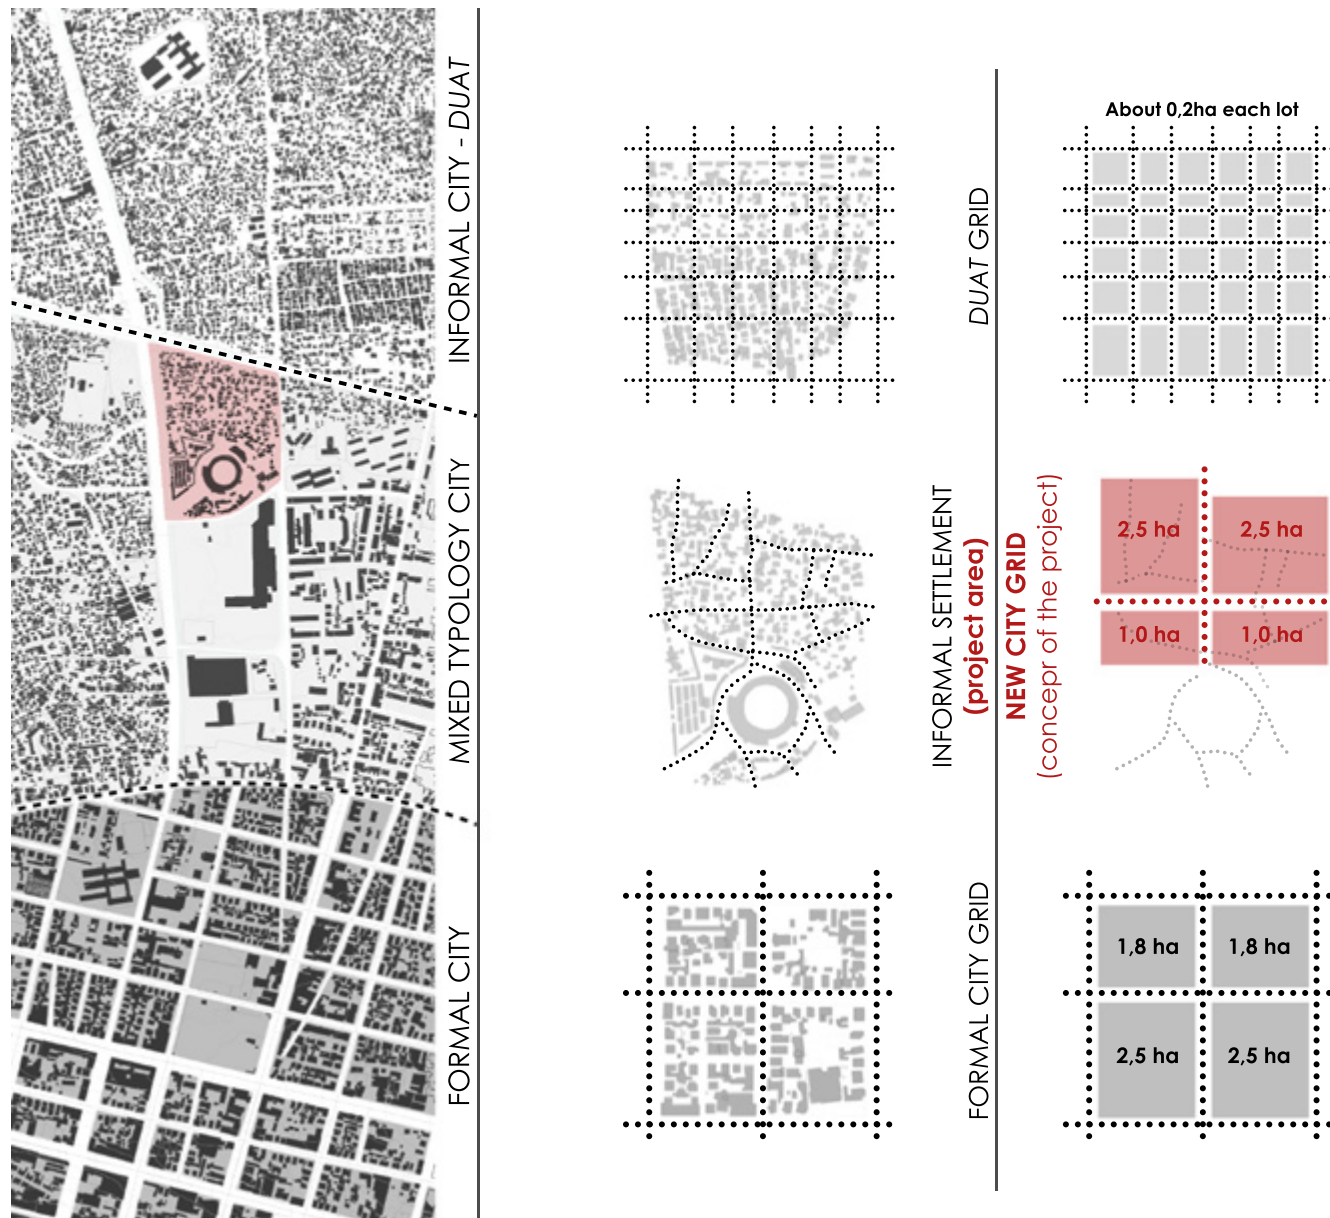 INFORMAL CITY - DUAT
MIXED TYPOLOGY CITY
FORMAL CITY
About 0,2ha each lot
DUAT GRID
INFORMAL SETTLEMENT
(project area)
NEW CITY GRID
(concepr of the project)
2,5 ha
2,5 ha
1,0 ha
1,0 ha
FORMAL CITY GRID
1,8 ha
1,8 ha
2,5 ha
2,5 ha